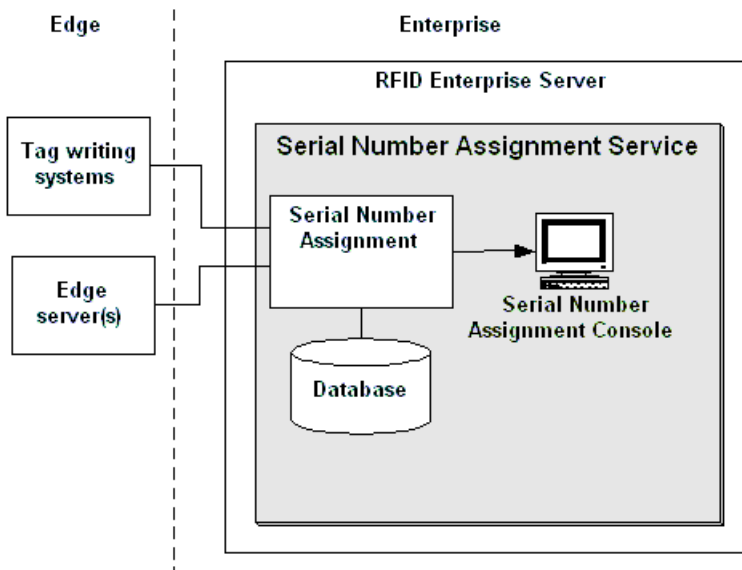 Edge
Enterprise
RFID Enterprise Server
Serial Number Assignment Service
Tag writing
systems
Serial Number
Assignment
Edge
server(s)
Serial Number
Assignment Console
Database